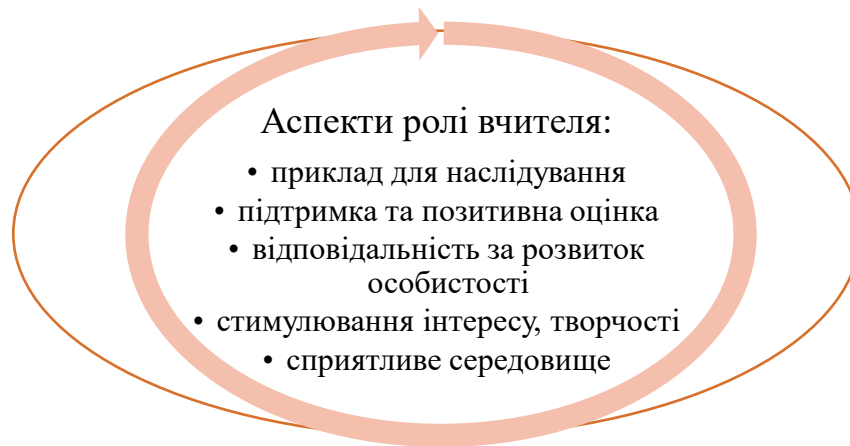 Аспекти ролі вчителя:
• приклад для наслідування
• підтримка та позитивна оцінка
• відповідальність за розвиток
особистості
• стимулювання інтересу, творчості
• сприятливе середовище